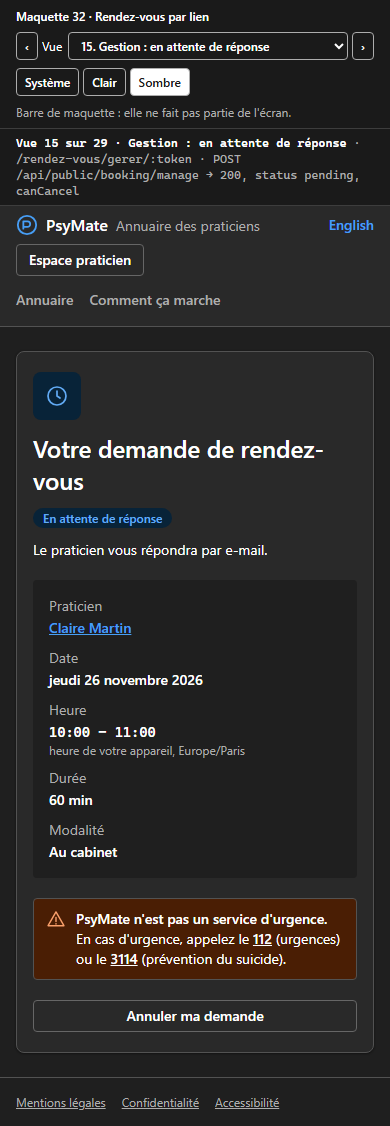 Maquette 32 · Rendez-vous par lien
‹ Vue 15. Gestion : en attente de réponse ›
Système Clair Sombre
Barre de maquette : elle ne fait pas partie de l'écran.
Vue 15 sur 29 · Gestion : en attente de réponse ·
/rendez-vous/gerer/:token · POST
/api/public/booking/manage → 200, status pending,
canCancel
PsyMate Annuaire des praticiens English
Espace praticien
Annuaire Comment ça marche
Votre demande de rendez-
vous
En attente de réponse
Le praticien vous répondra par e-mail.
Praticien
Claire Martin
Date
jeudi 26 novembre 2026
Heure
10:00 – 11:00
heure de votre appareil, Europe/Paris
Durée
60 min
Modalité
Au cabinet
PsyMate n'est pas un service d'urgence.
En cas d'urgence, appelez le 112 (urgences)
ou le 3114 (prévention du suicide).
Annuler ma demande
Mentions légales Confidentialité Accessibilité